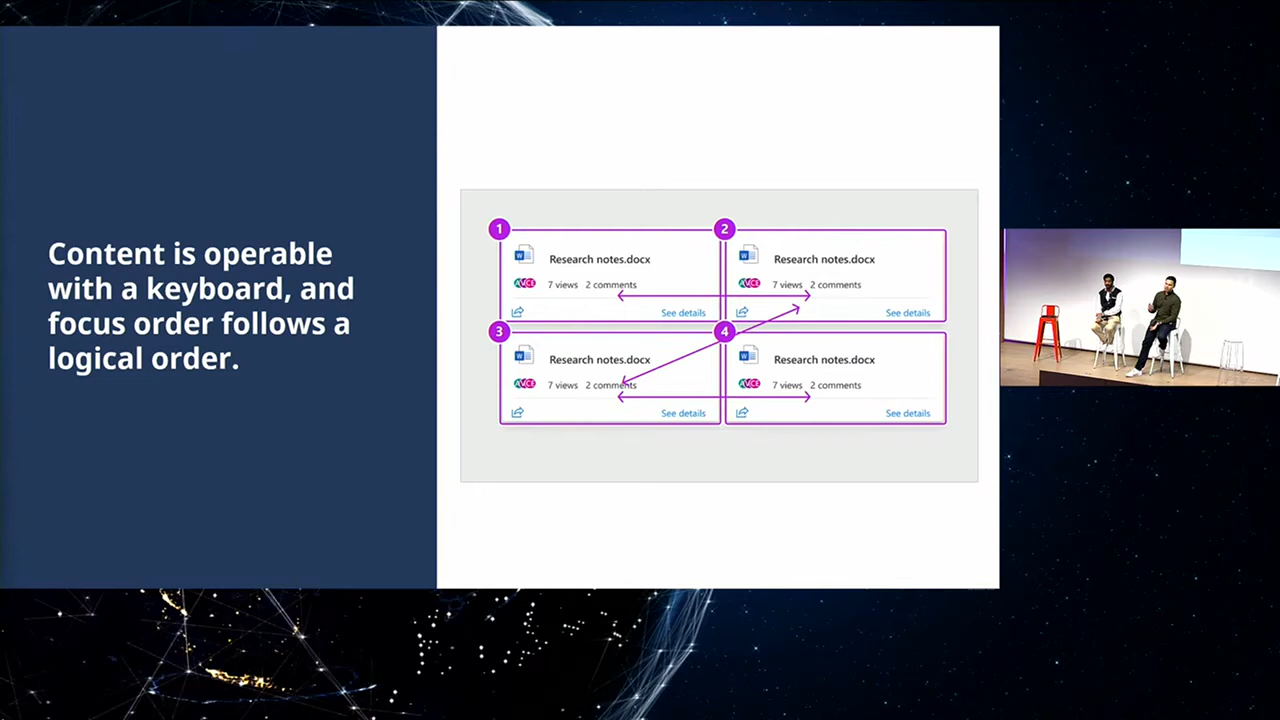 Content is operable
with a keyboard, and
focus order follows a
logical order.
1
Research notes.docx
7 views 2 comments
See details
2
Research notes.docx
7 views 2 comments
See details
3
Research notes.docx
7 views 2 comments
See details
4
Research notes.docx
7 views 2 comments
See details